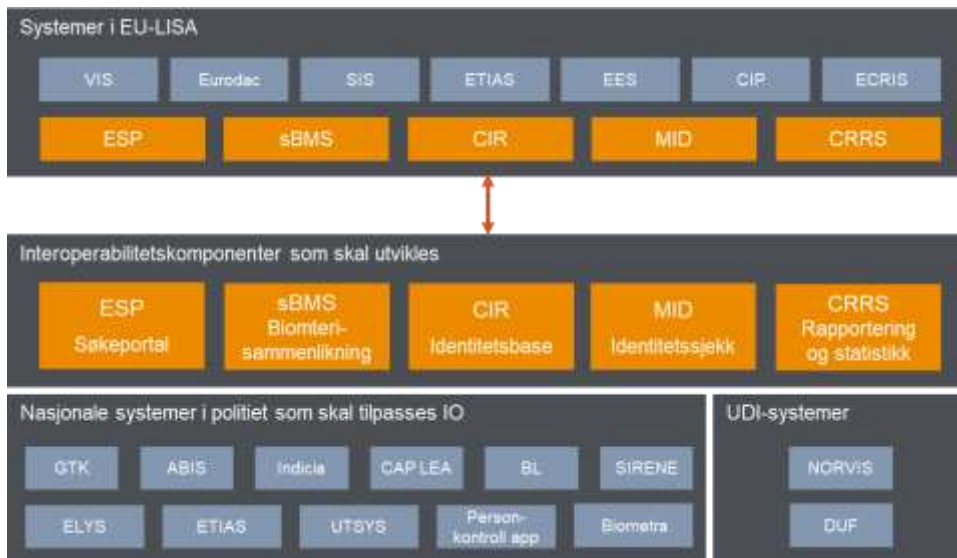 Systemer i EU-LISA
VIS
Eurodac
SIS
ETIAS
EES
CIP
ECRIS
ESP
sBMS
CIR
MID
CRRS
Interoperabilitetskomponenter som skal utvikles
ESP
Søkeportal
sBMS
Biomteri-
sammenlikning
CIR
Identitetsbase
MID
Identitetssjekk
CRRS
Rapportering
og statistikk
Nasjonale systemer i politiet som skal tilpasses IO
GTK
ABIS
Indicia
CAP LEA
BL
SIRENE
ELYS
ETIAS
UTSYS
Person-
kontroll app
Biometra
UDI-systemer
NORVIS
DUF